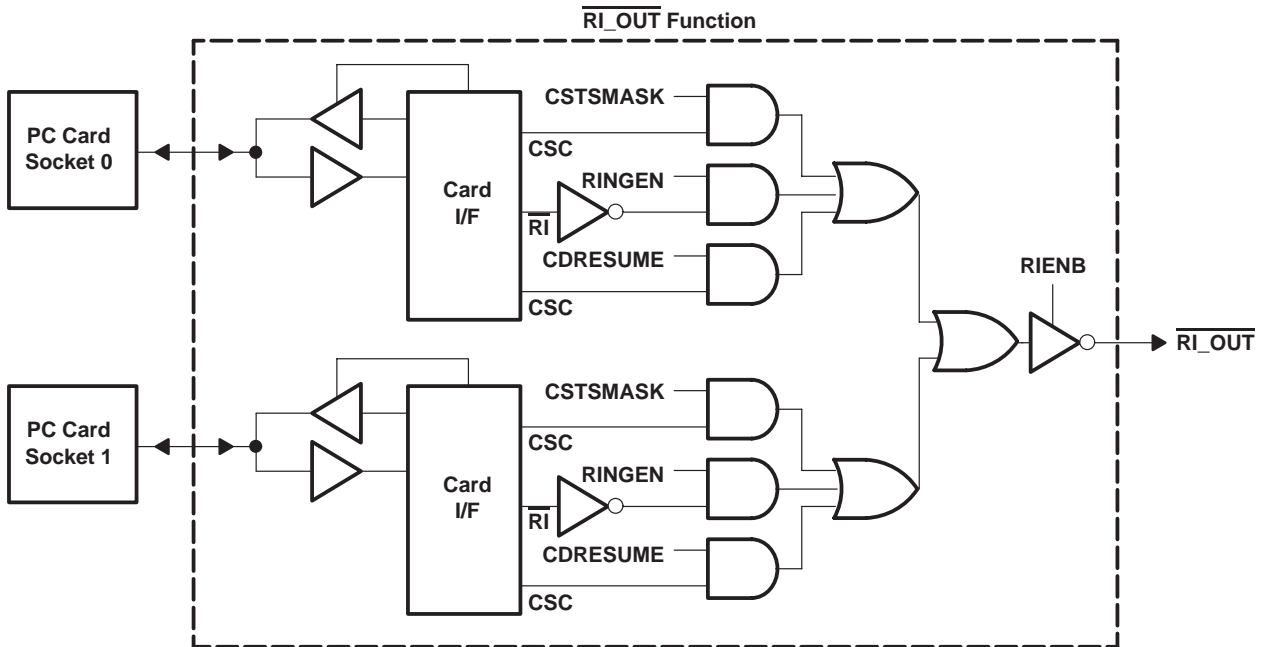 RI_OUT Function
PC Card
Socket 0
Card
I/F
CSTSMASK
CSC
RINGEN
RI
CDRESUME
CSC
RIENB
RI_OUT
PC Card
Socket 1
Card
I/F
CSTSMASK
CSC
RINGEN
RI
CDRESUME
CSC